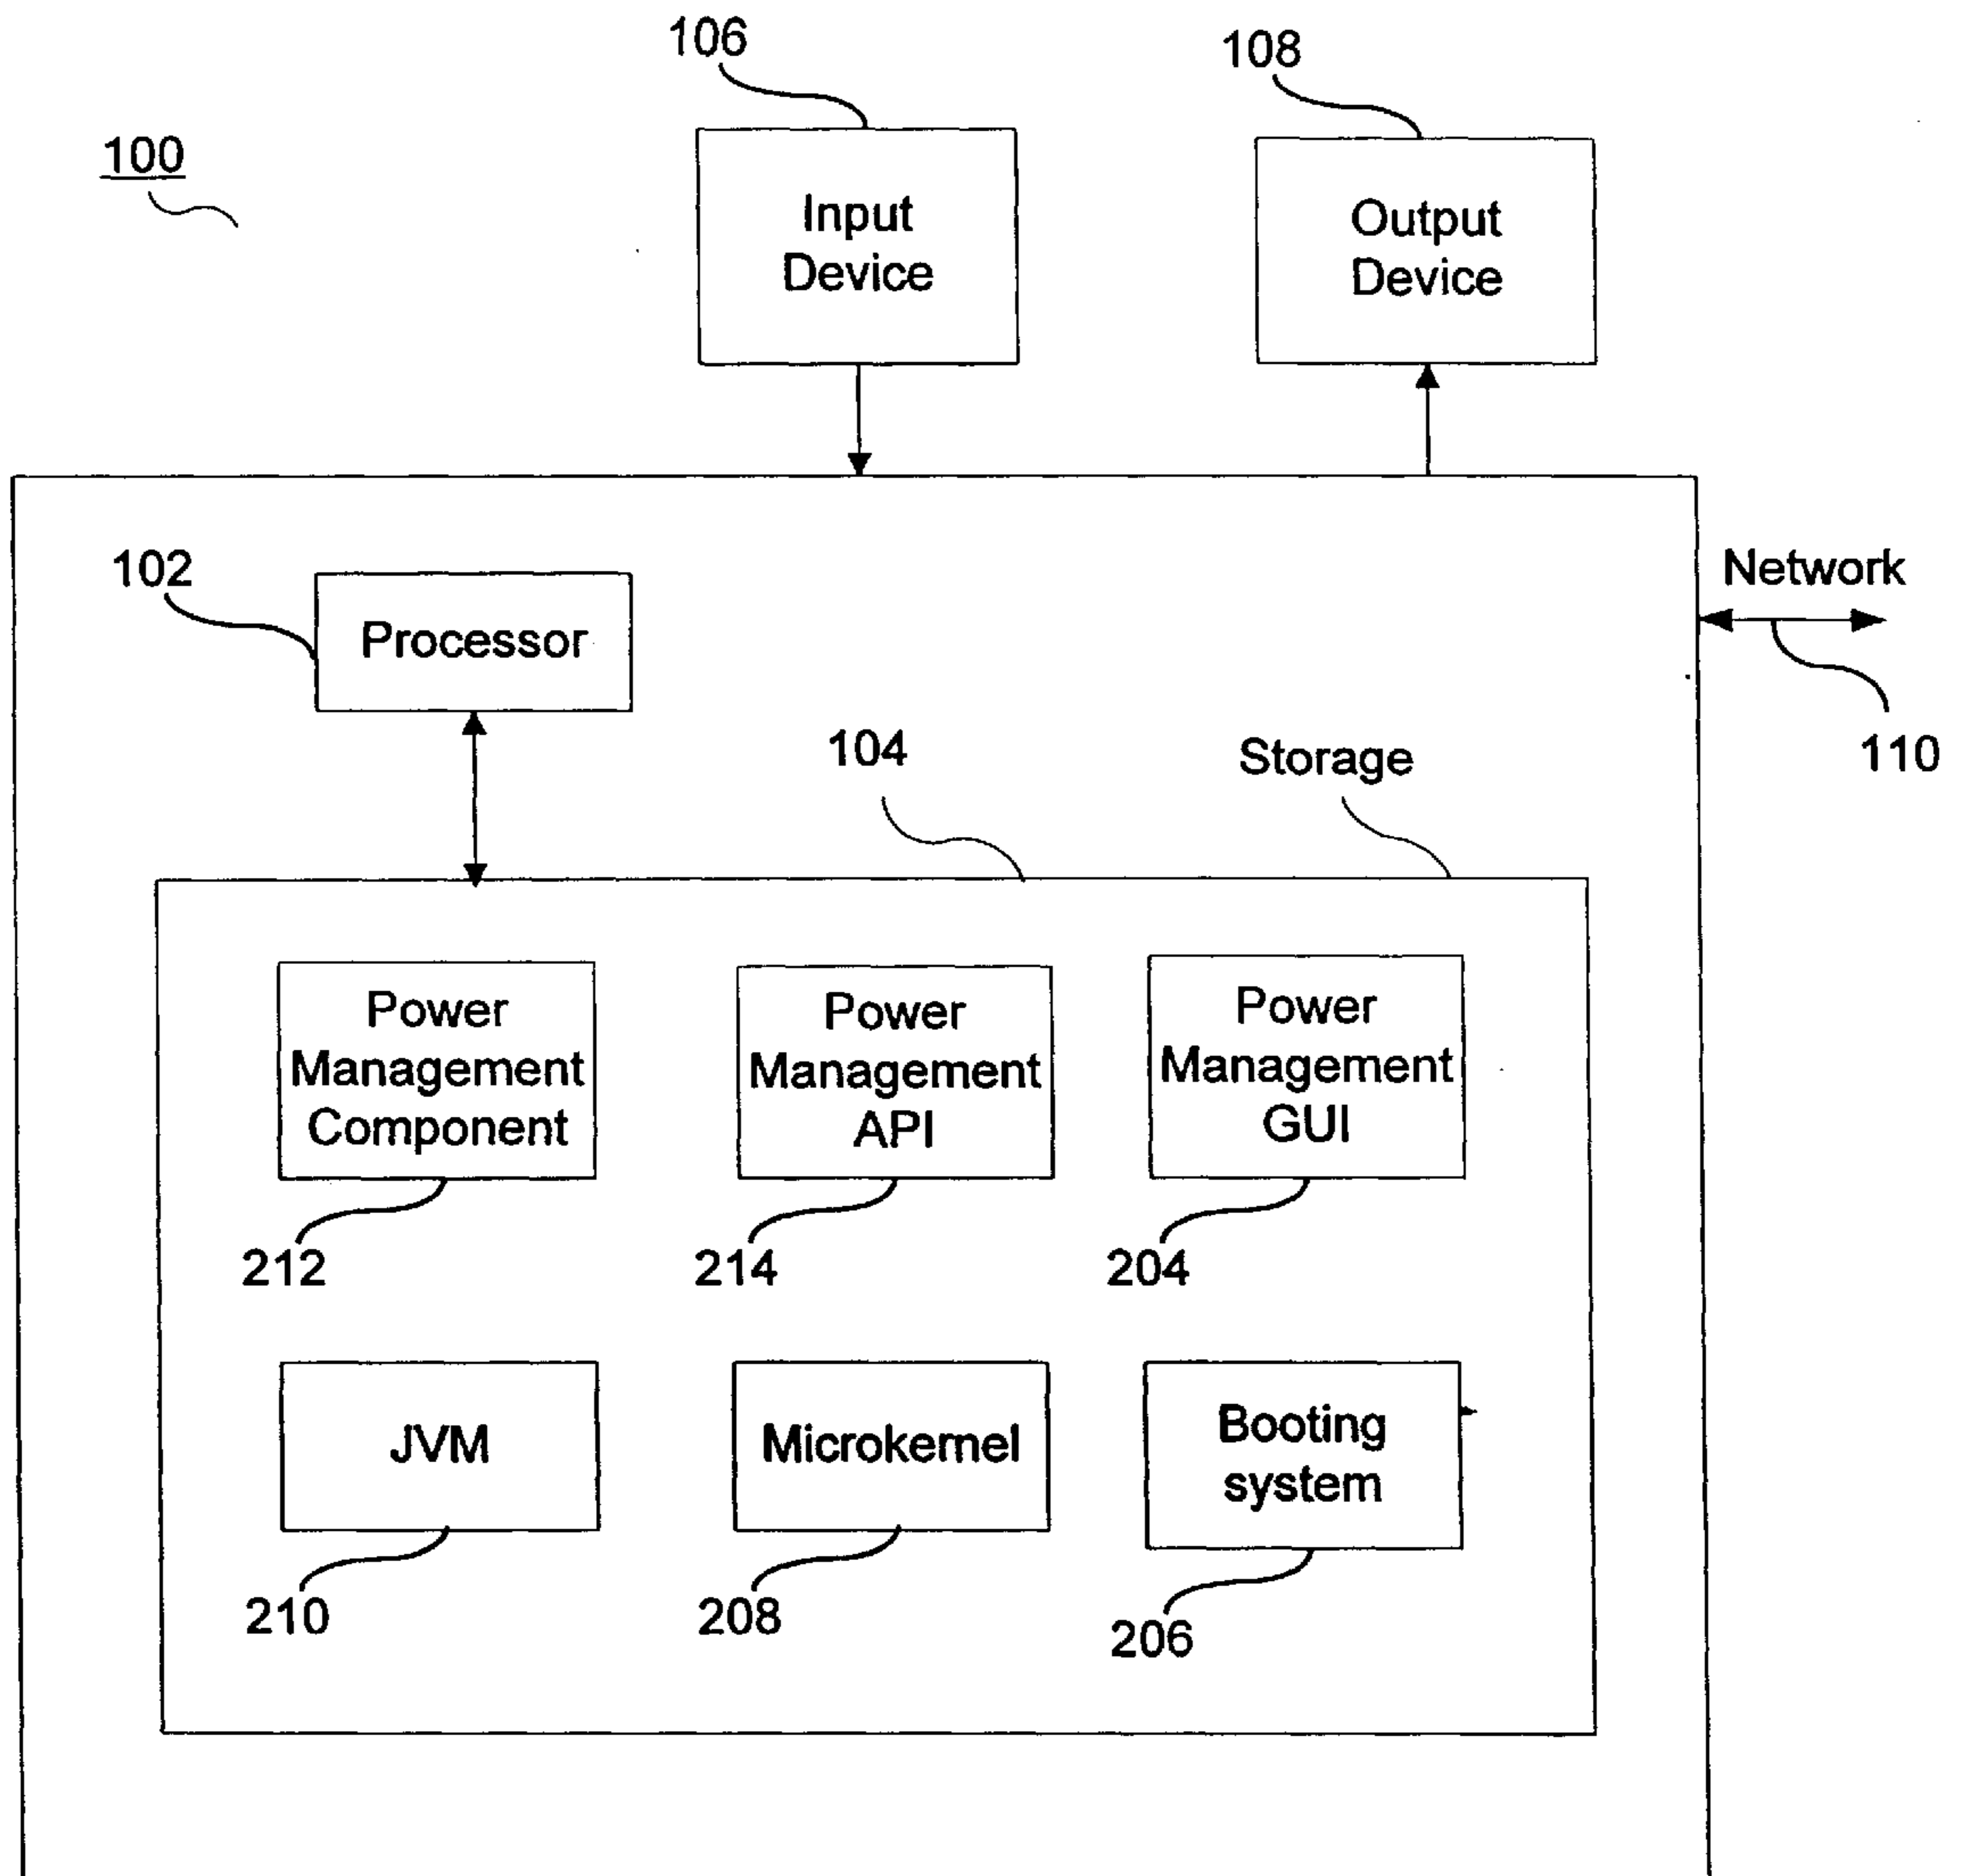 106
108
100
Input
Device
Output
Device
102
Processor
Network
110
104
Storage
Power
Management
Component
Power
Management
API
Power
Management
GUI
212
214
204
JVM
Microkernel
Booting
system
210
208
206